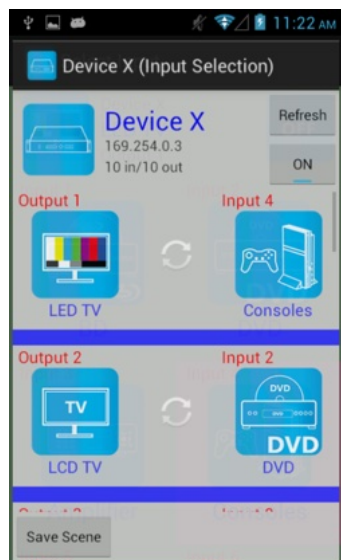 11:22 AM
Device X (Input Selection)
Device X
169.254.0.3
10 in/10 out
Refresh
ON
Output 1
Input 4
LED TV
Consoles
Output 2
Input 2
TV
DVD
DVD
LCD TV
DVD
Save Scene